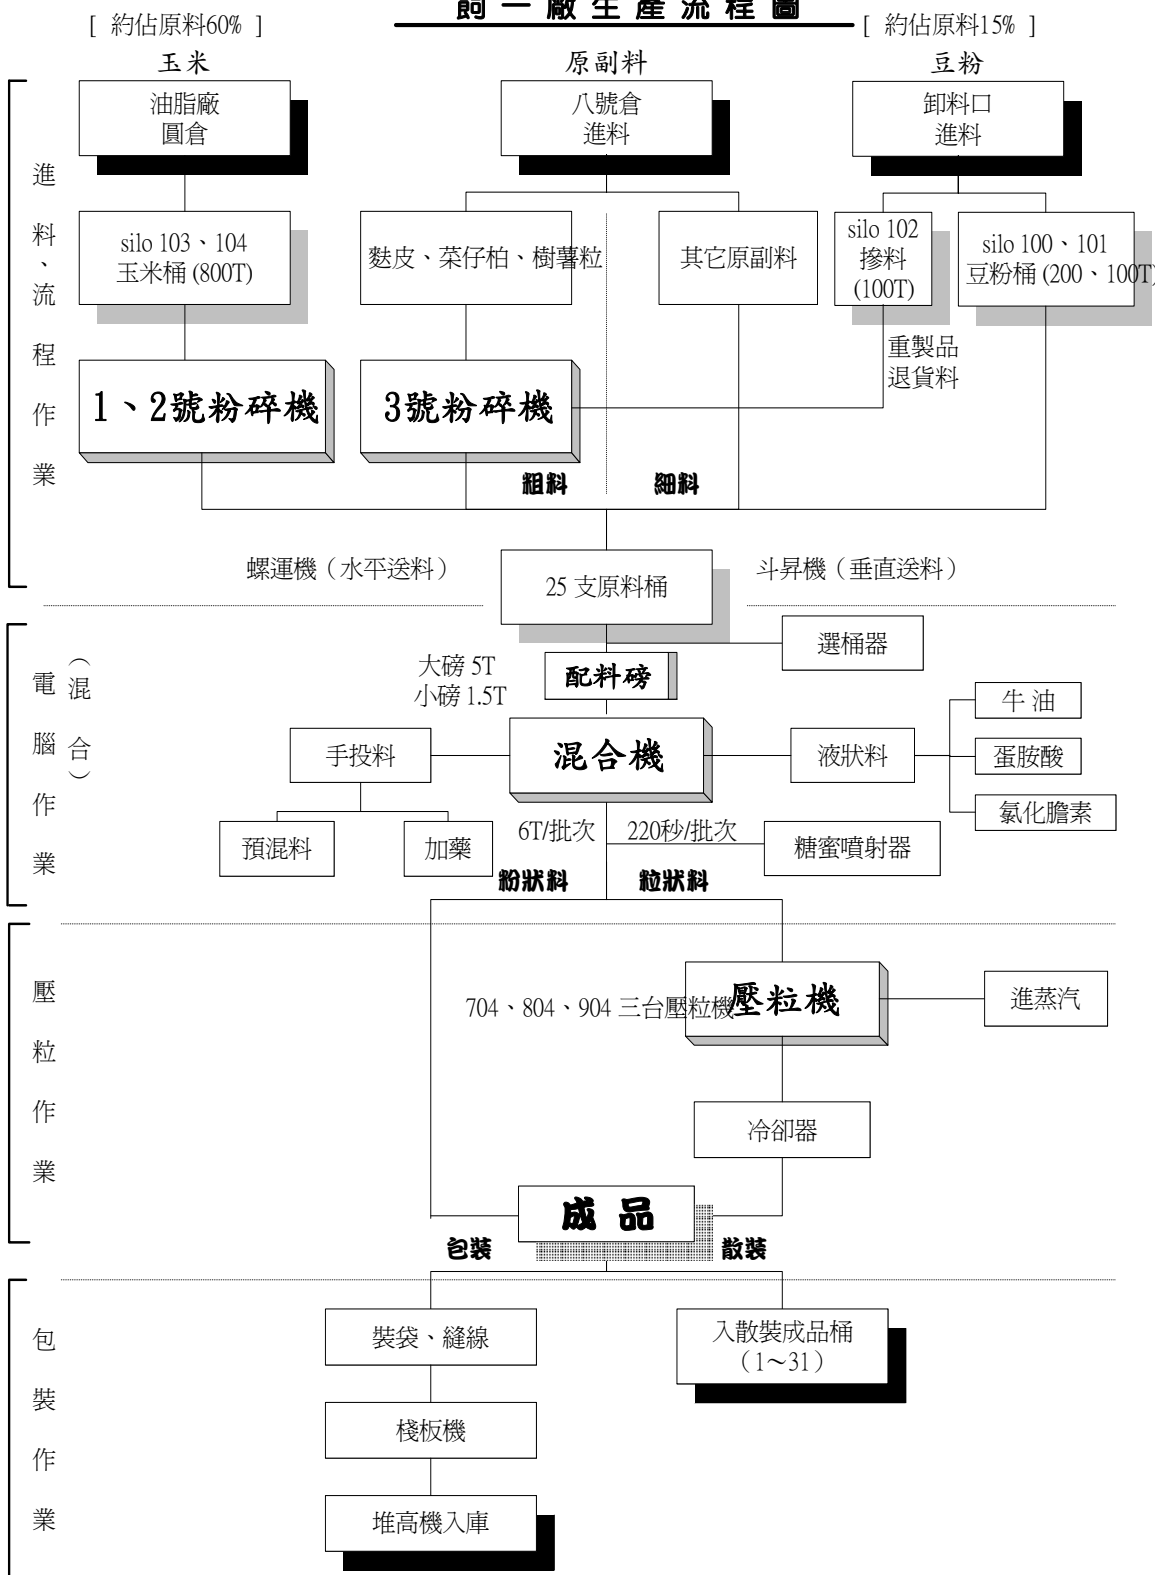 飼一廠生產流程圖
[ 約佔原料60% ]
[ 約佔原料15% ]
玉米
原副料
豆粉
油脂廠
圓倉
八號倉
進料
卸料口
進料
進料、流程作業
silo 103、104
玉米桶 (800T)
麩皮、菜仔柏、樹薯粒
其它原副料
silo 102
摻料
(100T)
silo 100、101
豆粉桶 (200、100T)
重製品
退貨料
1、2號粉碎機
3號粉碎機
粗料
細料
螺運機（水平送料）
25 支原料桶
斗昇機（垂直送料）
電腦作業
（混合）
選桶器
大磅 5T
小磅 1.5T
配料磅
手投料
混合機
液狀料
牛油
蛋胺酸
氯化膽素
預混料
加藥
6T/批次
220秒/批次
糖蜜噴射器
粉狀料
粒狀料
壓粒作業
704、804、904 三台壓粒機
壓粒機
進蒸汽
冷卻器
成品
包裝
散裝
包裝作業
裝袋、縫線
入散裝成品桶
（1～31）
棧板機
堆高機入庫